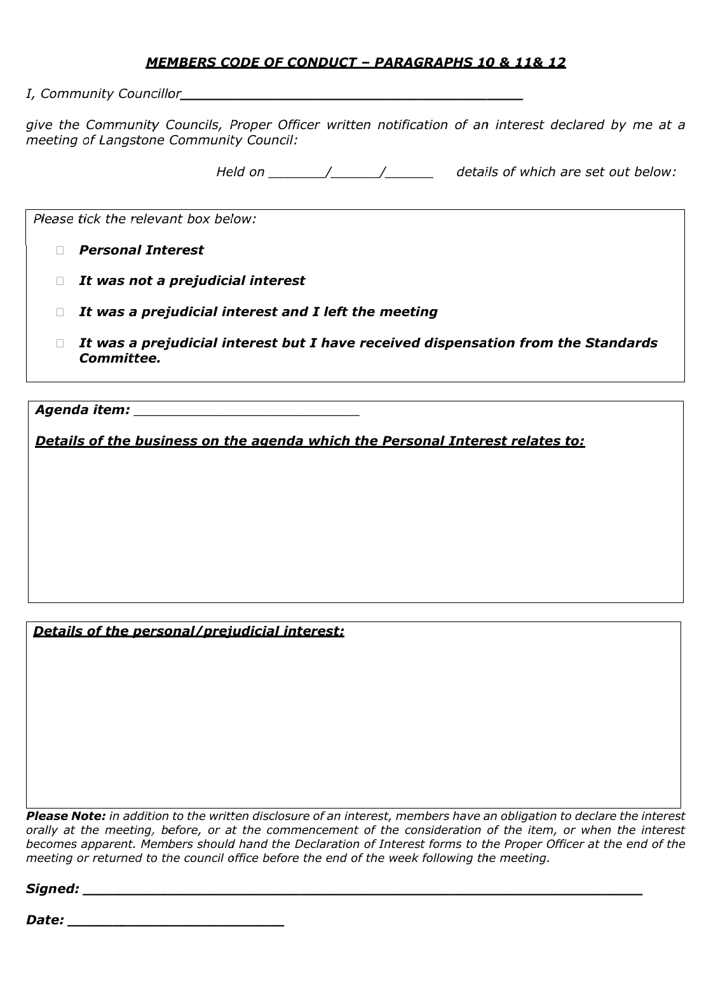 MEMBERS CODE OF CONDUCT – PARAGRAPHS 10 & 11& 12
I, Community Councillor______________________________________
give the Community Councils, Proper Officer written notification of an interest declared by me at a
meeting of Langstone Community Council:
Held on _______/______/______ details of which are set out below:
Please tick the relevant box below:
☐ Personal Interest
☐ It was not a prejudicial interest
☐ It was a prejudicial interest and I left the meeting
☐ It was a prejudicial interest but I have received dispensation from the Standards
Committee.
Agenda item: ____________________________
Details of the business on the agenda which the Personal Interest relates to:
Details of the personal/prejudicial interest:
Please Note: in addition to the written disclosure of an interest, members have an obligation to declare the interest
orally at the meeting, before, or at the commencement of the consideration of the item, or when the interest
becomes apparent. Members should hand the Declaration of Interest forms to the Proper Officer at the end of the
meeting or returned to the council office before the end of the week following the meeting.
Signed: ______________________________________________________________
Date: ________________________